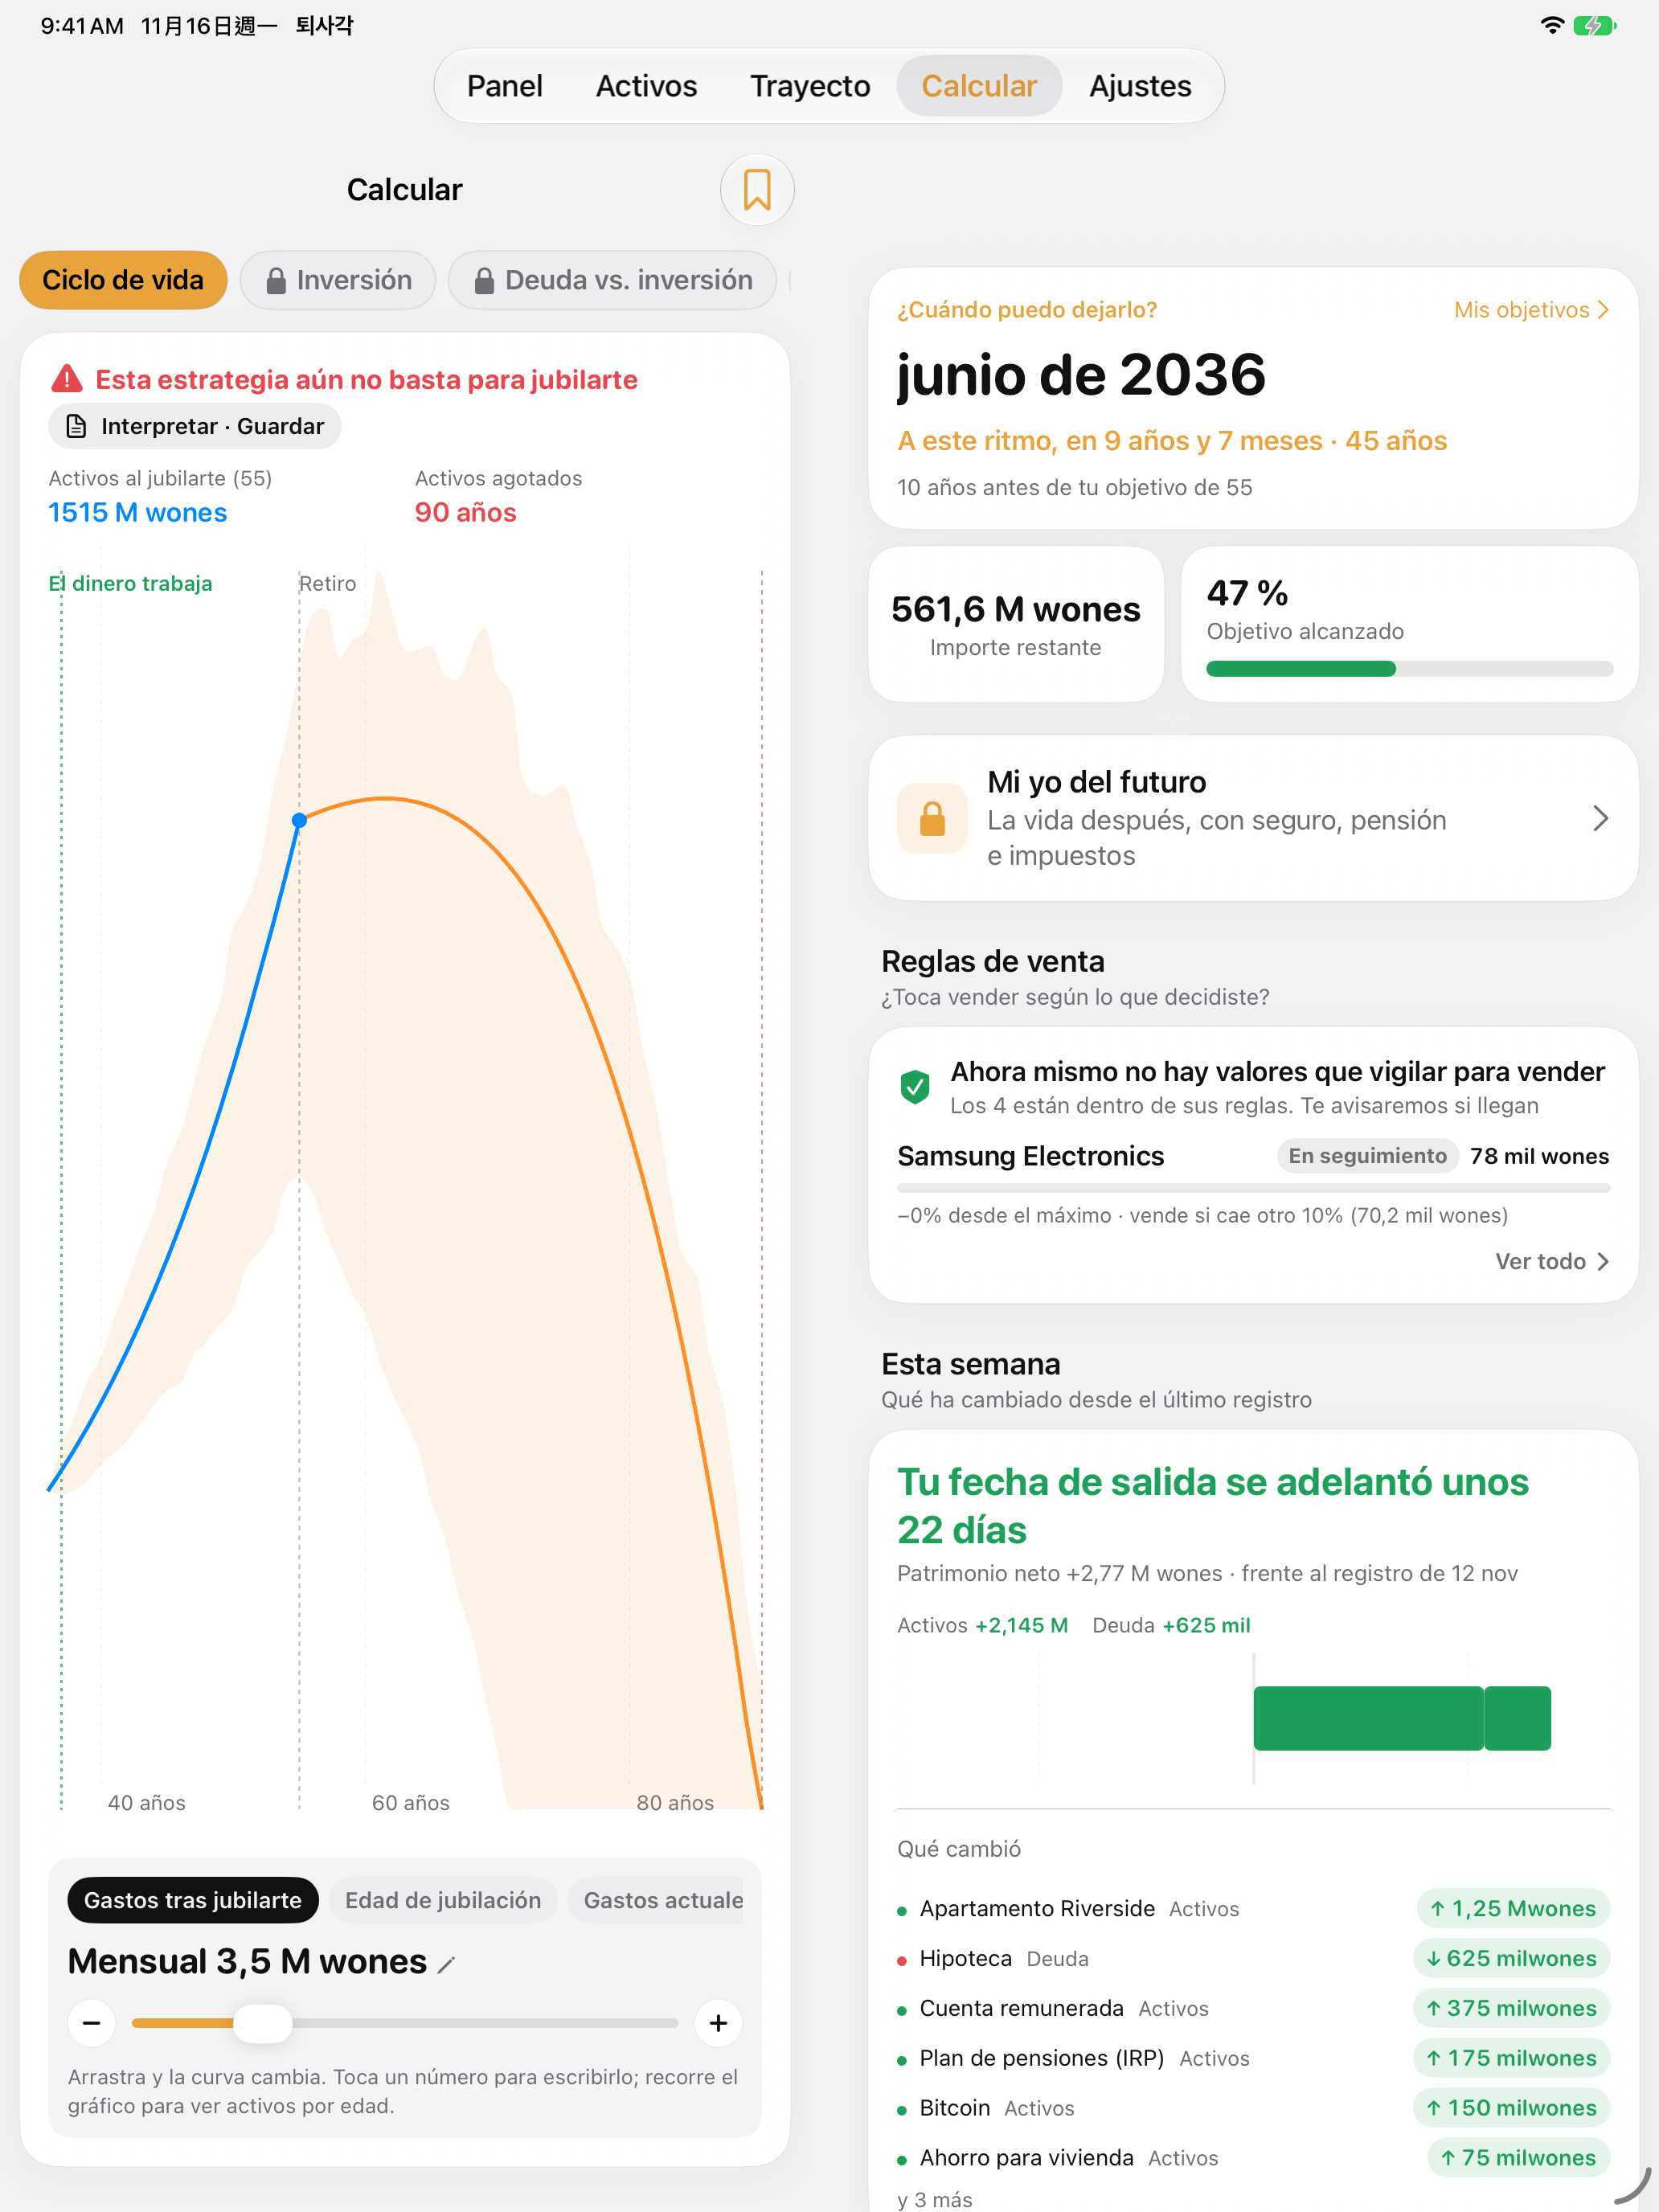 9:41 AM 11月16日週一 퇴사각
Panel Activos Trayecto Calcular Ajustes
Calcular
Ciclo de vida Inversión Deuda vs. inversión
Esta estrategia aún no basta para jubilarte
Interpretar · Guardar
Activos al jubilarte (55) Activos agotados
1515 M wones 90 años
El dinero trabaja Retiro
40 años 60 años 80 años
Gastos tras jubilarte Edad de jubilación Gastos actuale
Mensual 3,5 M wones
Arrastra y la curva cambia. Toca un número para escribirlo; recorre el
gráfico para ver activos por edad.
¿Cuándo puedo dejarlo? Mis objetivos
junio de 2036
A este ritmo, en 9 años y 7 meses · 45 años
10 años antes de tu objetivo de 55
561,6 M wones
Importe restante
47 %
Objetivo alcanzado
Mi yo del futuro
La vida después, con seguro, pensión
e impuestos
Reglas de venta
¿Toca vender según lo que decidiste?
Ahora mismo no hay valores que vigilar para vender
Los 4 están dentro de sus reglas. Te avisaremos si llegan
Samsung Electronics En seguimiento 78 mil wones
−0% desde el máximo · vende si cae otro 10% (70,2 mil wones)
Ver todo
Esta semana
Qué ha cambiado desde el último registro
Tu fecha de salida se adelantó unos
22 días
Patrimonio neto +2,77 M wones · frente al registro de 12 nov
Activos +2,145 M Deuda +625 mil
Qué cambió
Apartamento Riverside Activos ↑ 1,25 Mwones
Hipoteca Deuda ↓ 625 milwones
Cuenta remunerada Activos ↑ 375 milwones
Plan de pensiones (IRP) Activos ↑ 175 milwones
Bitcoin Activos ↑ 150 milwones
Ahorro para vivienda Activos ↑ 75 milwones
y 3 más